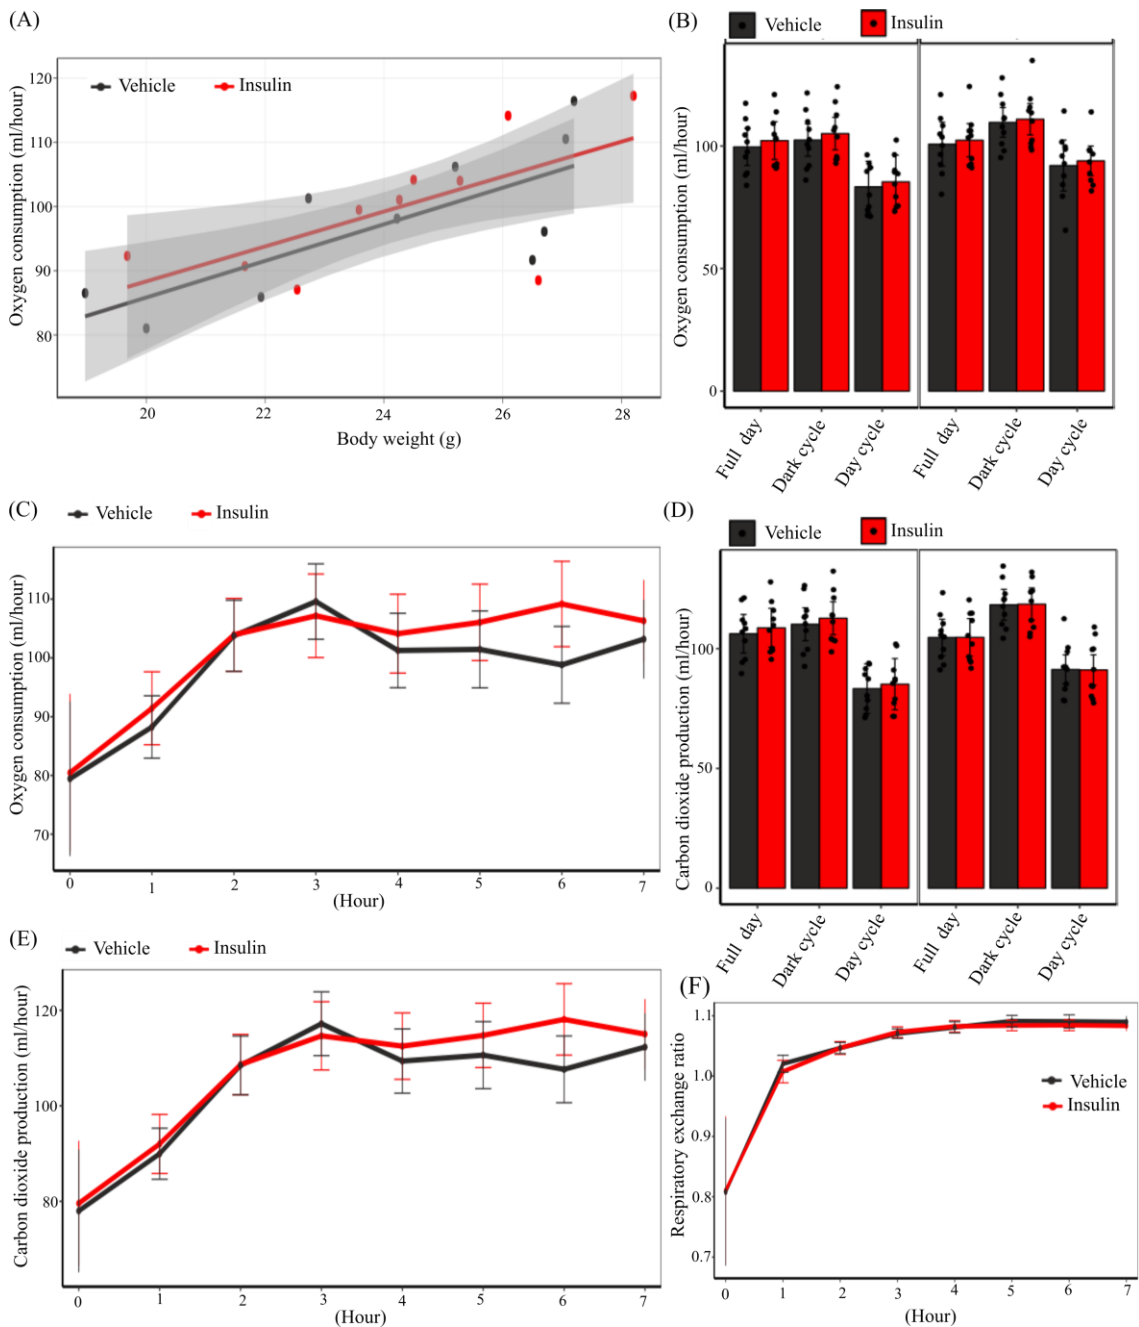 (A)
Vehicle Insulin
Oxygen consumption (ml/hour)
120
110
100
90
80
20 22 24 26 28
Body weight (g)
(B)
Vehicle Insulin
Oxygen consumption (ml/hour)
100
50
0
Full day Dark cycle Day cycle Full day Dark cycle Day cycle
(C)
Vehicle Insulin
Oxygen consumption (ml/hour)
110
100
90
80
70
0 1 2 3 4 5 6 7
(Hour)
(D)
Vehicle Insulin
Carbon dioxide production (ml/hour)
100
50
0
Full day Dark cycle Day cycle Full day Dark cycle Day cycle
(E)
Vehicle Insulin
Carbon dioxide production (ml/hour)
120
100
80
0 1 2 3 4 5 6 7
(Hour)
(F)
Respiratory exchange ratio
1.1
1.0
0.9
0.8
0.7
Vehicle
Insulin
0 1 2 3 4 5 6 7
(Hour)